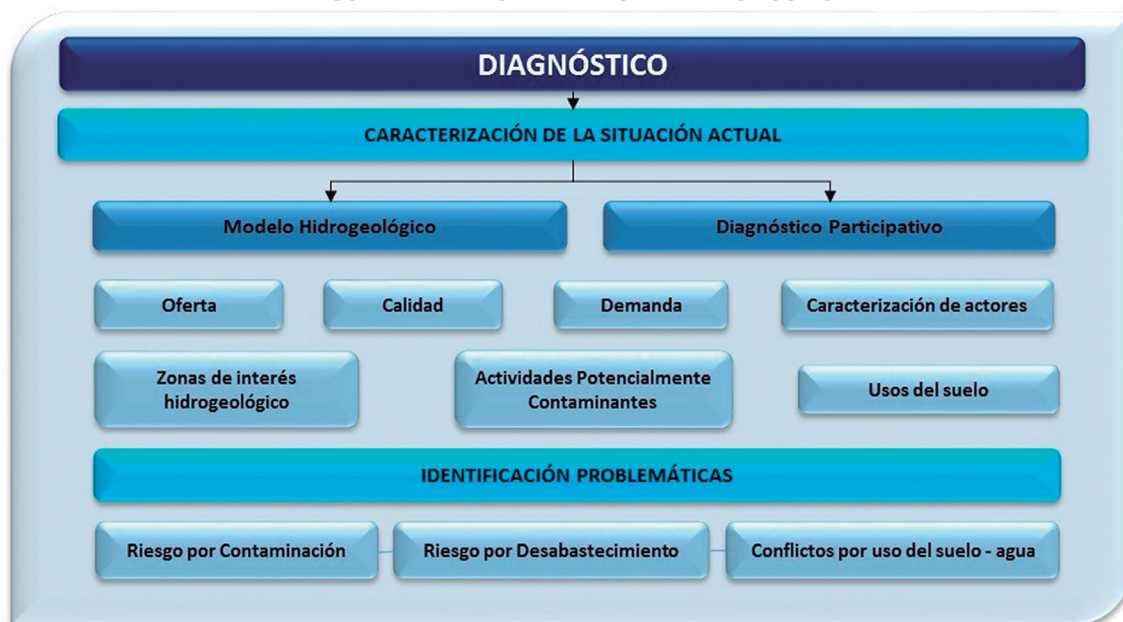 DIAGNÓSTICO
CARACTERIZACIÓN DE LA SITUACIÓN ACTUAL
Modelo Hidrogeológico
Diagnóstico Participativo
Oferta
Calidad
Demanda
Caracterización de actores
Zonas de interés
hidrogeológico
Actividades Potencialmente
Contaminantes
Usos del suelo
IDENTIFICACIÓN PROBLEMÁTICAS
Riesgo por Contaminación
Riesgo por Desabastecimiento
Conflictos por uso del suelo - agua